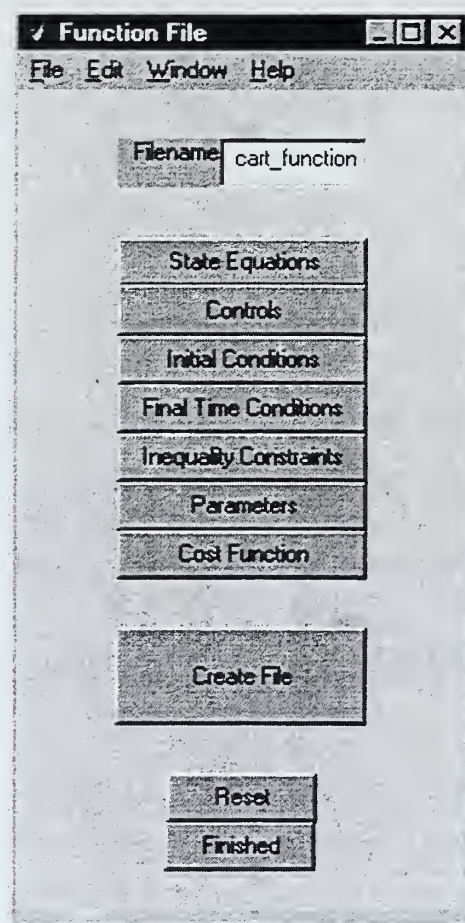 Function File
File Edit Window Help
Filename cart_function
State Equations
Controls
Initial Conditions
Final Time Conditions
Inequality Constraints
Parameters
Cost Function
Create File
Reset
Finished